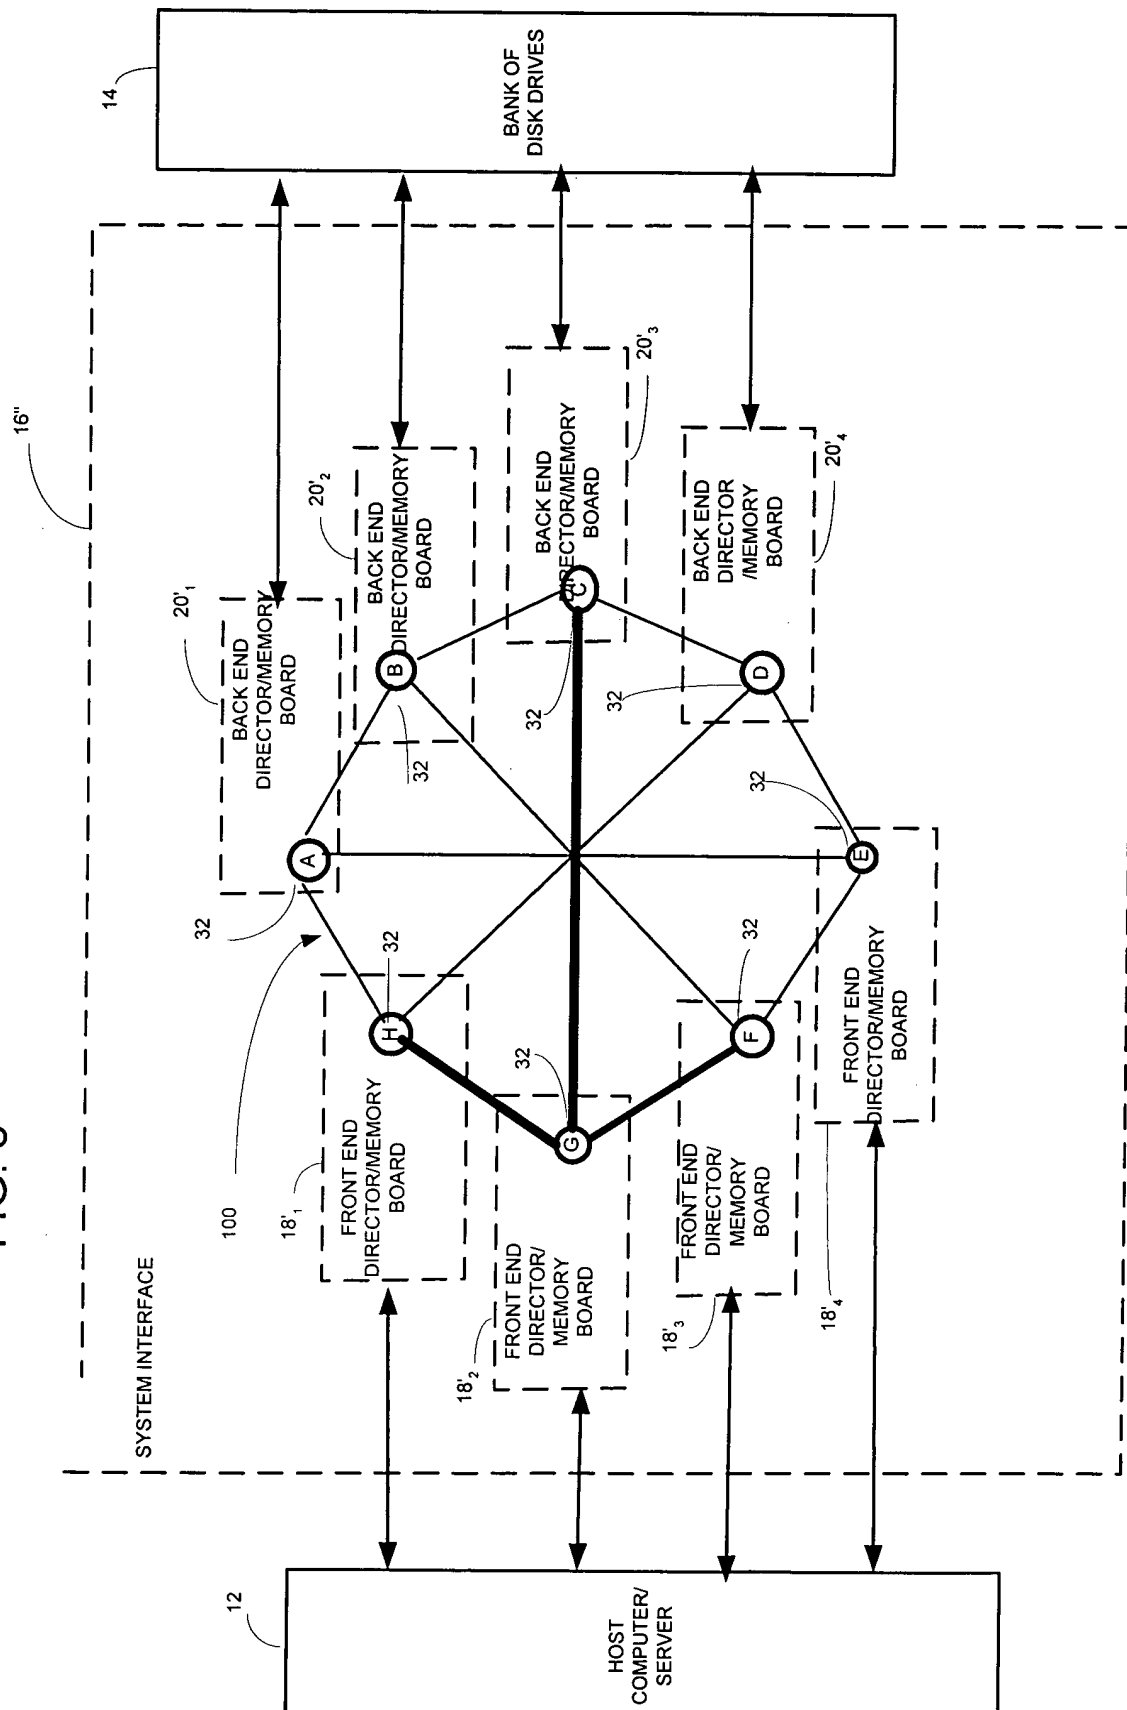 14
BANK OF
DISK DRIVES
16"
20'1
BACK END
DIRECTOR/MEMORY
BOARD
A
32
20'2
BACK END
DIRECTOR/MEMORY
BOARD
B
32
20'3
BACK END
DIRECTOR/MEMORY
BOARD
C
32
20'4
BACK END
DIRECTOR
/MEMORY
BOARD
D
32
E
32
100
18'1
FRONT END
DIRECTOR/MEMORY
BOARD
H
32
18'2
FRONT END
DIRECTOR/
MEMORY
BOARD
G
32
18'3
FRONT END
DIRECTOR/
MEMORY
BOARD
F
32
18'4
FRONT END
DIRECTOR/MEMORY
BOARD
SYSTEM INTERFACE
12
HOST
COMPUTER/
SERVER